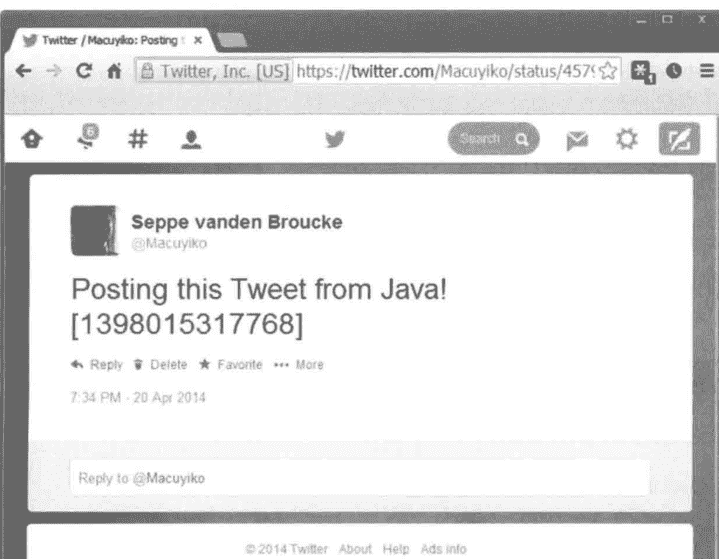 Twitter / Macuyiko: Posting t
Twitter, Inc. [US] https://twitter.com/Macuyiko/status/457
1
6
Search
Seppe vanden Broucke
@Macuyiko
Posting this Tweet from Java!
[1398015317768]
Reply Delete Favorite More
7:34 PM - 20 Apr 2014
Reply to @Macuyiko
© 2014 Twitter About Help Ads info